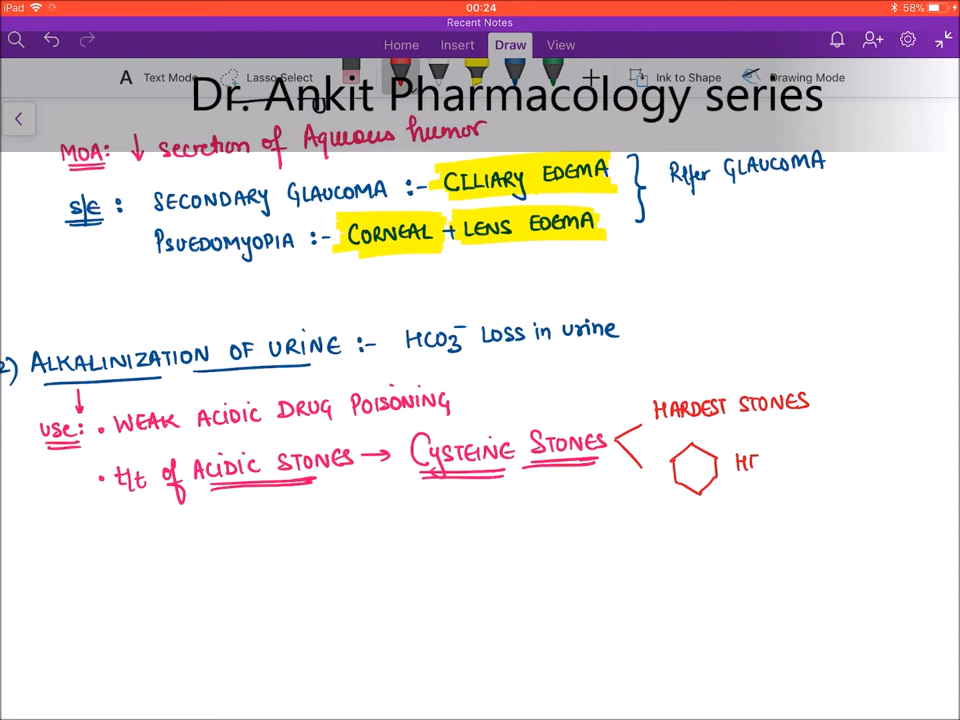 iPad 00:24 58%
Recent Notes
Home Insert Draw View
Text Mode Lasso Select Ink to Shape Drawing Mode
Dr. Ankit Pharmacology series
MOA: ↓ secretion of Aqueous humor
s/e : SECONDARY GLAUCOMA :- CILIARY EDEMA
Refer GLAUCOMA
PSUEDOMYOPIA :- CORNEAL + LENS EDEMA
2) ALKALINIZATION OF URINE :- HCO3⁻ Loss in urine
USE: • WEAK ACIDIC DRUG POISONING
HARDEST STONES
• t/t of ACIDIC STONES → CYSTEINE STONES